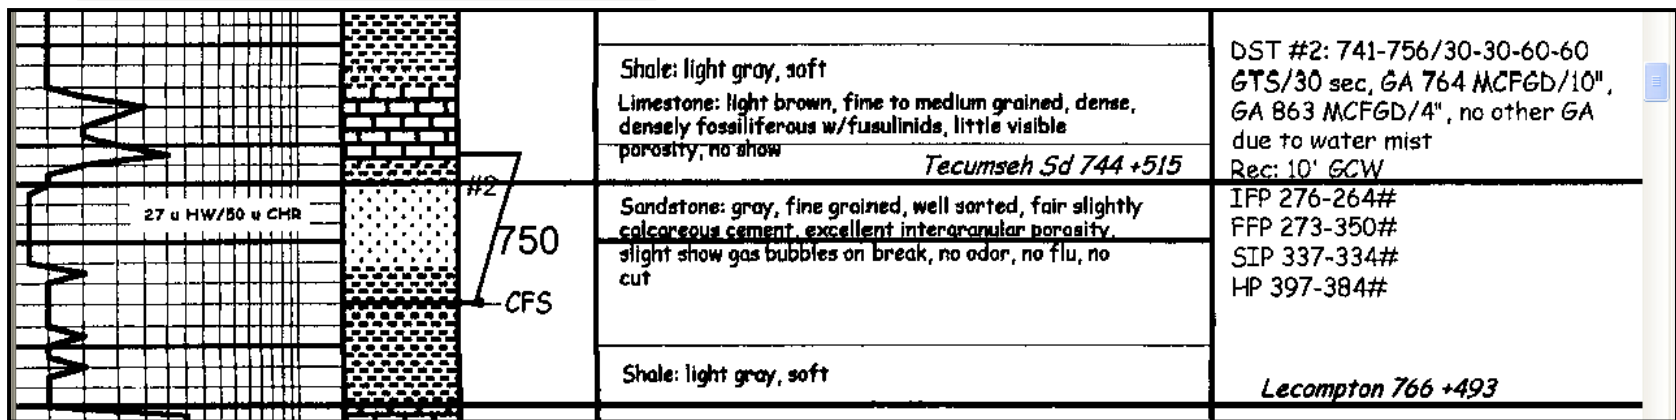 27 u HW/50 u CHR
#2
750
CFS
Shale: light gray, soft
Limestone: light brown, fine to medium grained, dense,
densely fossiliferous w/fusulinids, little visible
porosity, no show
Tecumseh Sd 744 +515
Sandstone: gray, fine grained, well sorted, fair slightly
calcareous cement, excellent intergranular porosity,
slight show gas bubbles on break, no odor, no flu, no
cut
Shale: light gray, soft
DST #2: 741-756/30-30-60-60
GTS/30 sec, GA 764 MCFGD/10",
GA 863 MCFGD/4", no other GA
due to water mist
Rec: 10' GCW
IFP 276-264#
FFP 273-350#
SIP 337-334#
HP 397-384#
Lecompton 766 +493